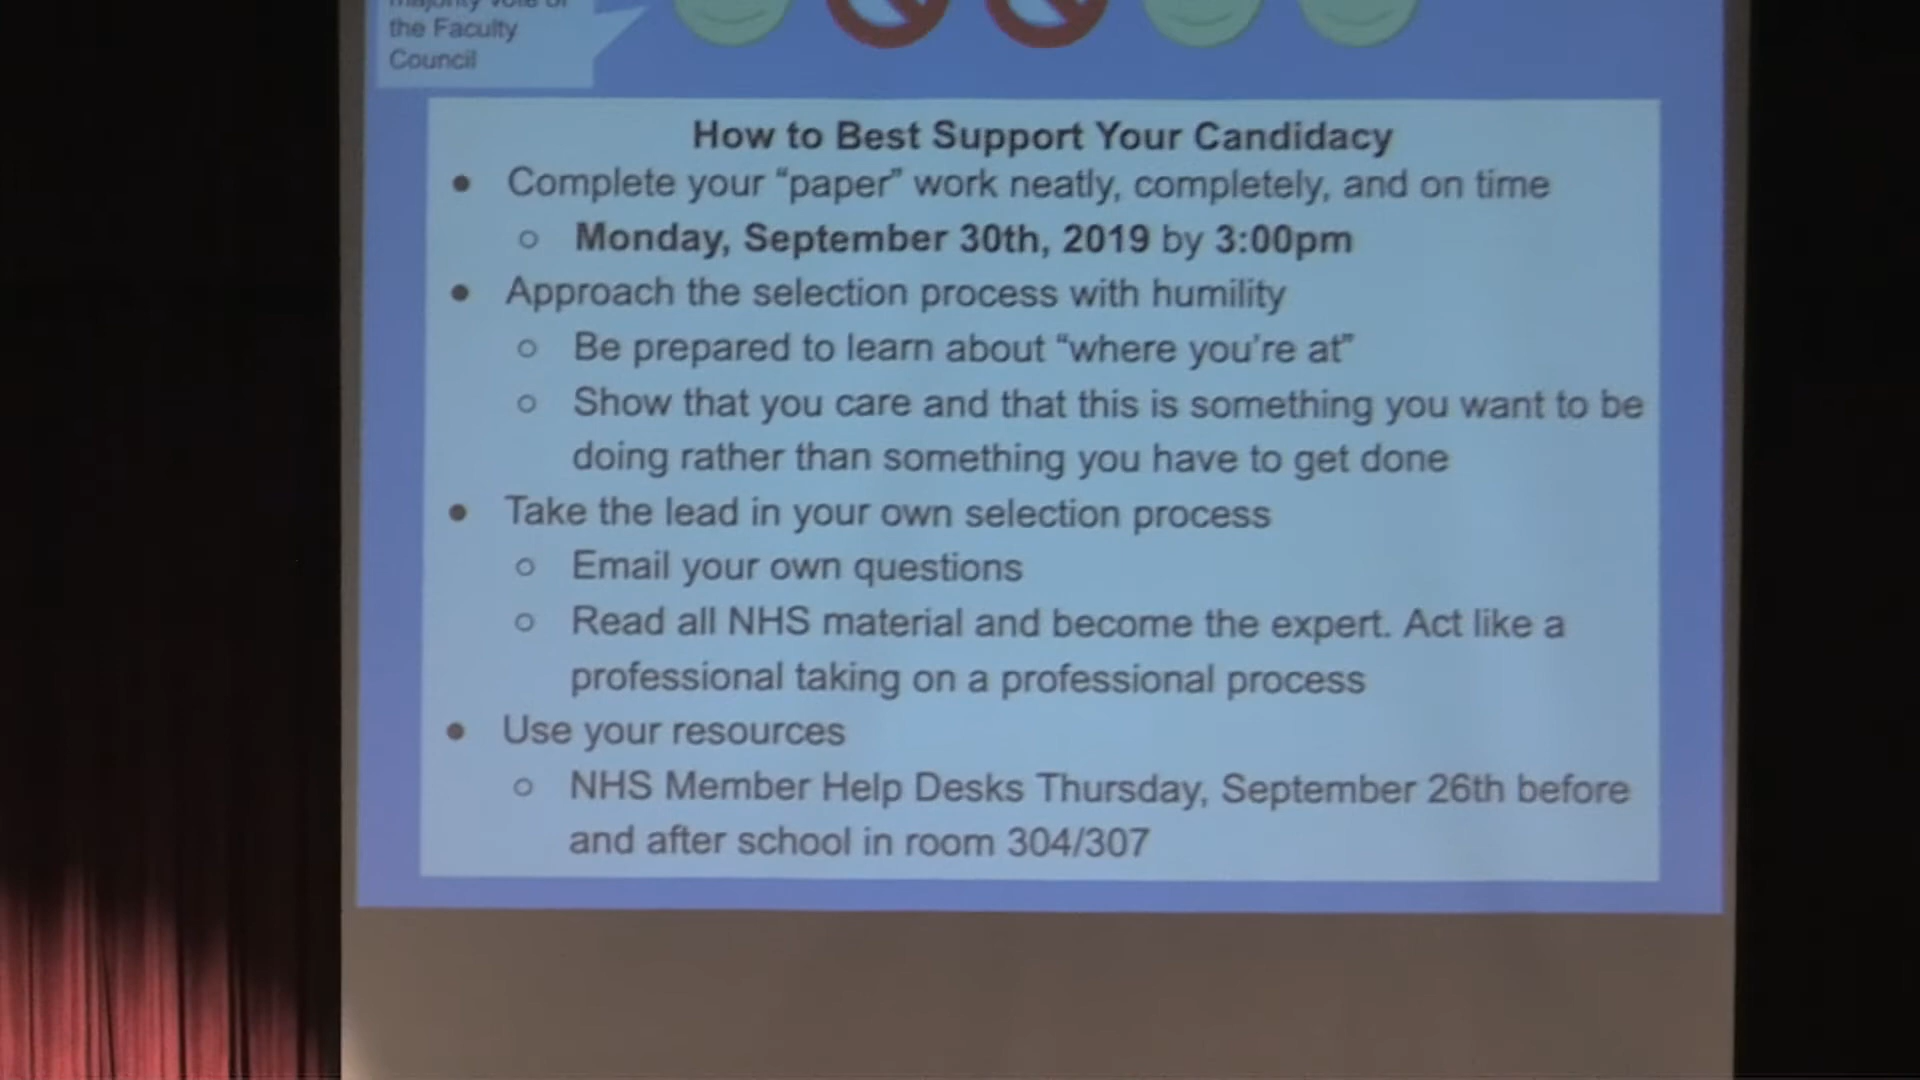 majority vote of
the Faculty
Council
How to Best Support Your Candidacy
● Complete your “paper” work neatly, completely, and on time
○ Monday, September 30th, 2019 by 3:00pm
● Approach the selection process with humility
○ Be prepared to learn about “where you're at”
○ Show that you care and that this is something you want to be
doing rather than something you have to get done
● Take the lead in your own selection process
○ Email your own questions
○ Read all NHS material and become the expert. Act like a
professional taking on a professional process
● Use your resources
○ NHS Member Help Desks Thursday, September 26th before
and after school in room 304/307